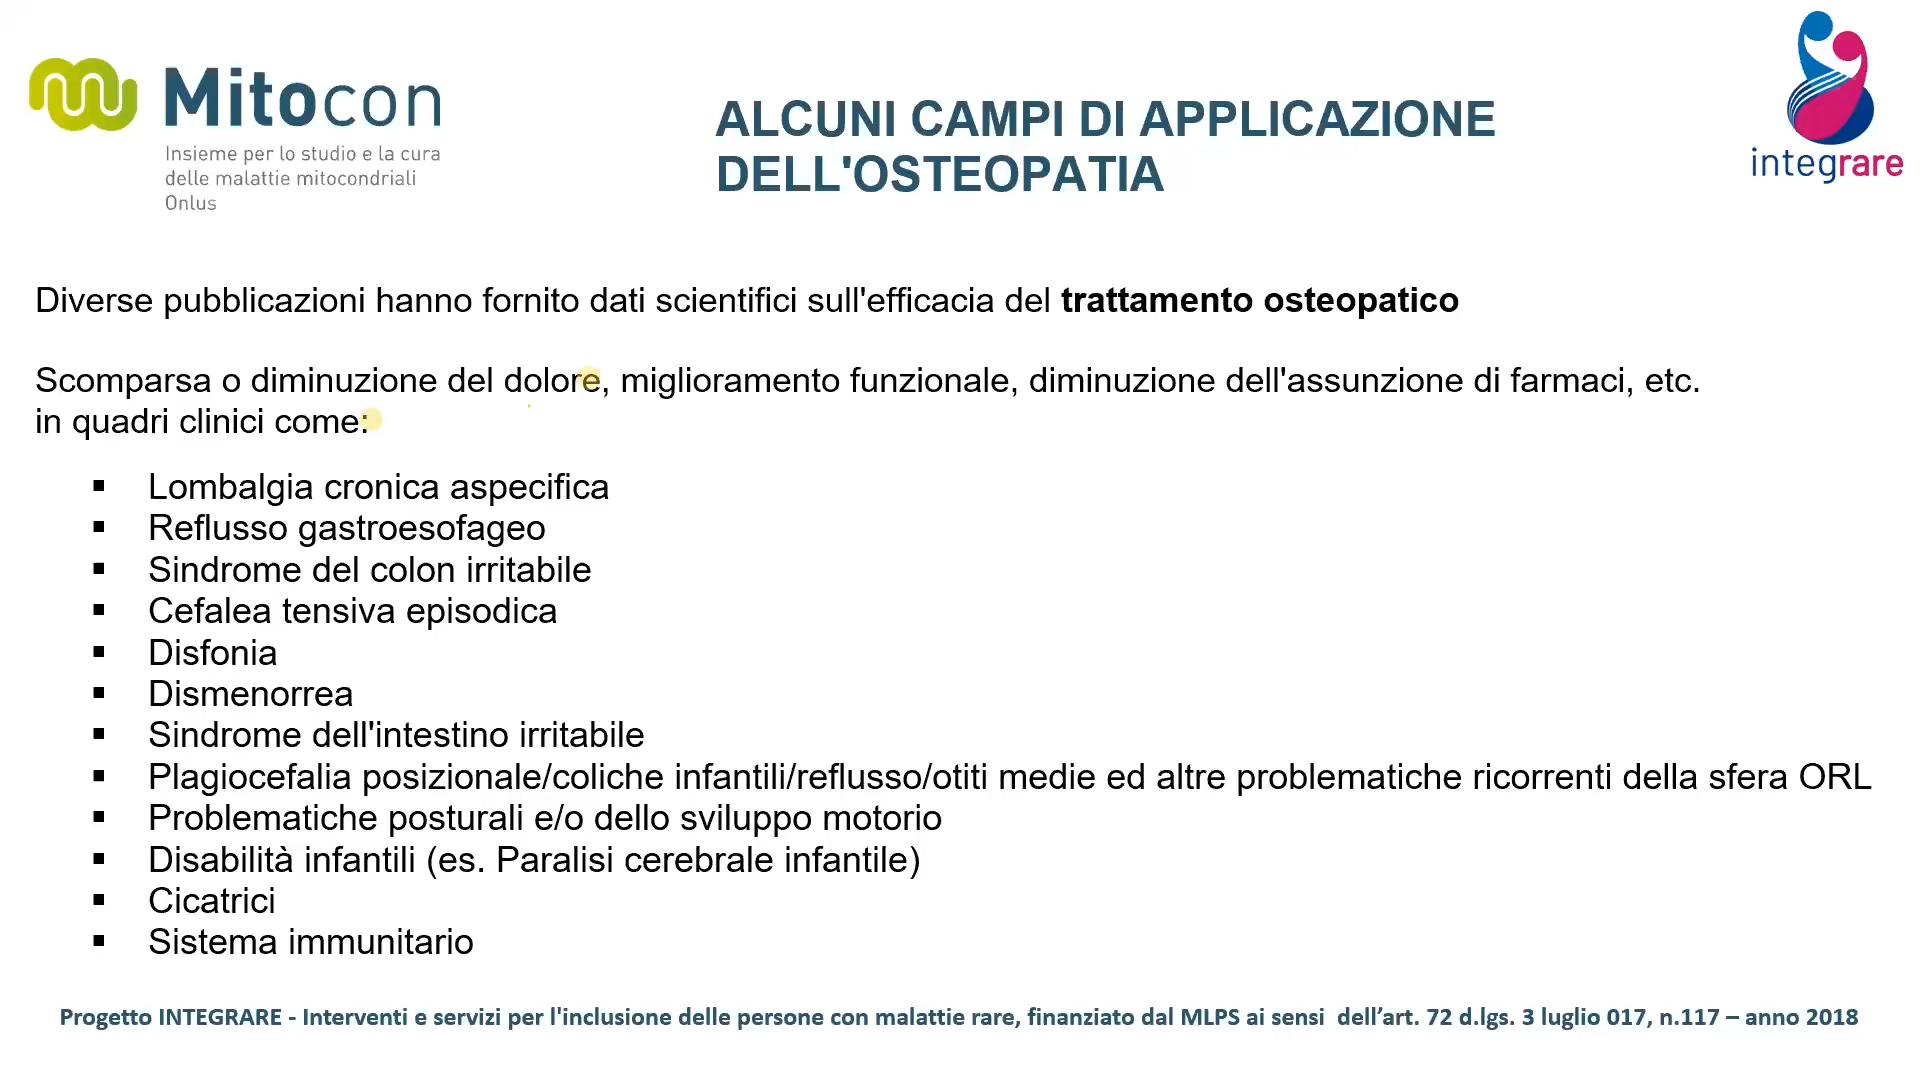 Mitocon
Insieme per lo studio e la cura
delle malattie mitocondriali
Onlus
ALCUNI CAMPI DI APPLICAZIONE
DELL'OSTEOPATIA
integrare
Diverse pubblicazioni hanno fornito dati scientifici sull'efficacia del trattamento osteopatico
Scomparsa o diminuzione del dolore, miglioramento funzionale, diminuzione dell'assunzione di farmaci, etc.
in quadri clinici come:
▪ Lombalgia cronica aspecifica
▪ Reflusso gastroesofageo
▪ Sindrome del colon irritabile
▪ Cefalea tensiva episodica
▪ Disfonia
▪ Dismenorrea
▪ Sindrome dell'intestino irritabile
▪ Plagiocefalia posizionale/coliche infantili/reflusso/otiti medie ed altre problematiche ricorrenti della sfera ORL
▪ Problematiche posturali e/o dello sviluppo motorio
▪ Disabilità infantili (es. Paralisi cerebrale infantile)
▪ Cicatrici
▪ Sistema immunitario
Progetto INTEGRARE - Interventi e servizi per l'inclusione delle persone con malattie rare, finanziato dal MLPS ai sensi dell’art. 72 d.lgs. 3 luglio 017, n.117 – anno 2018